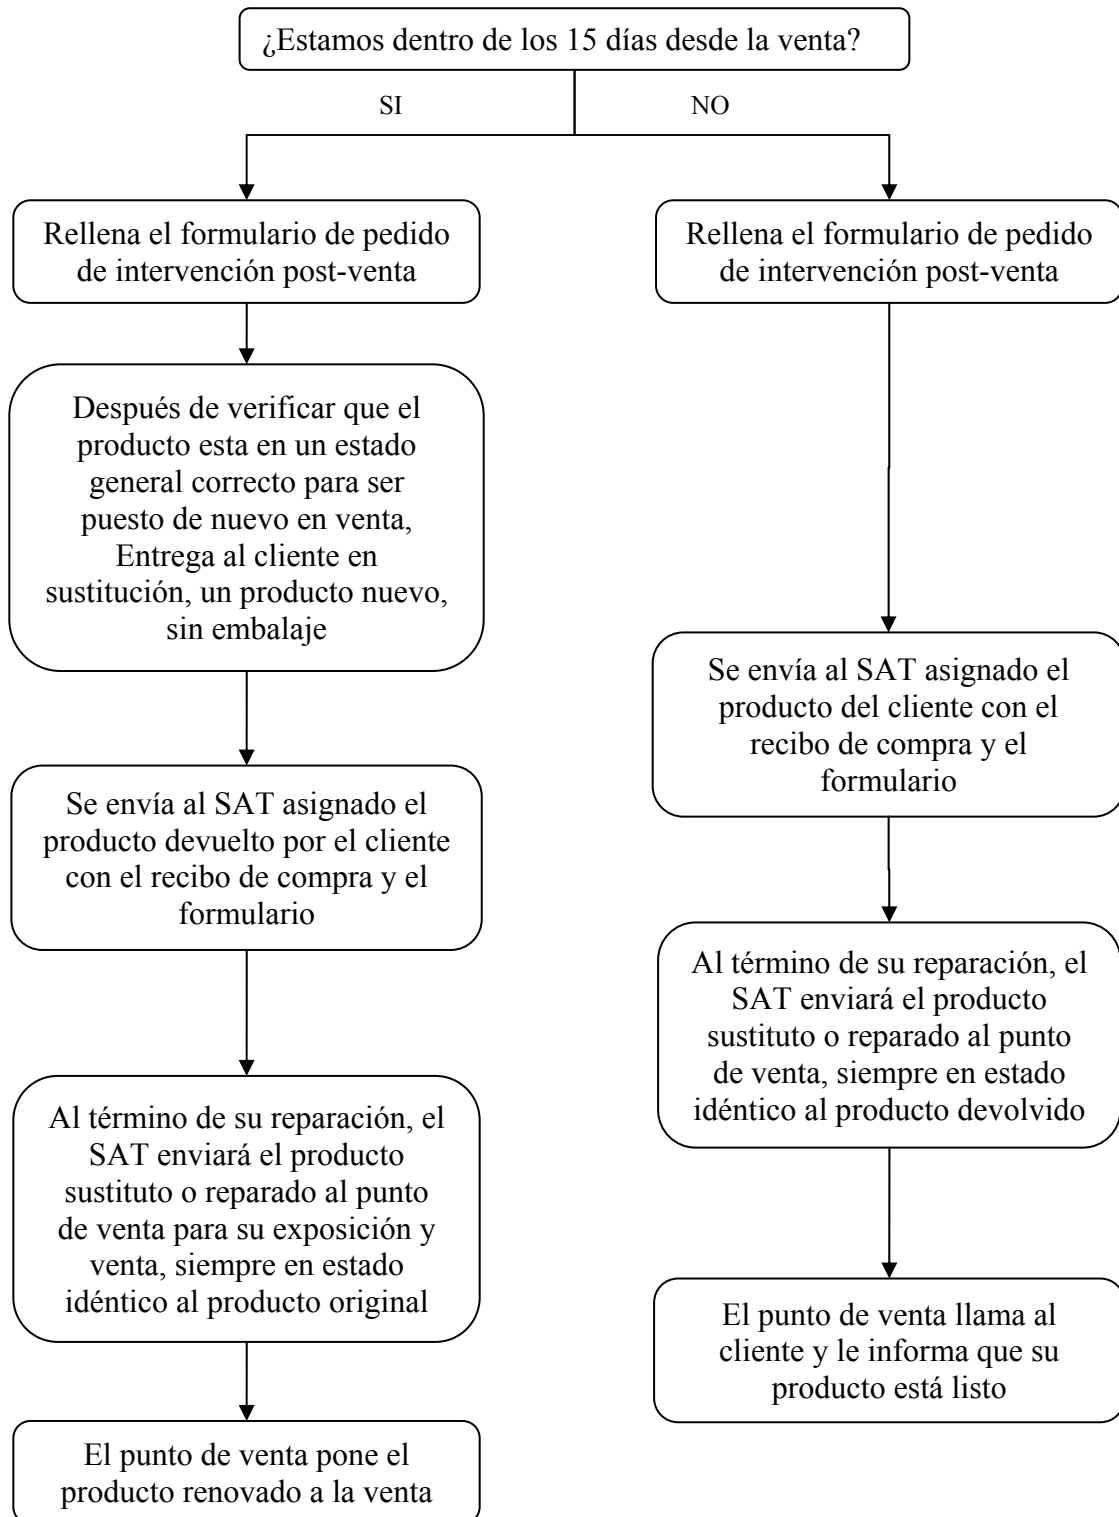 ¿Estamos dentro de los 15 días desde la venta?
SI
NO
Rellena el formulario de pedido
de intervención post-venta
Después de verificar que el
producto esta en un estado
general correcto para ser
puesto de nuevo en venta,
Entrega al cliente en
sustitución, un producto nuevo,
sin embalaje
Se envía al SAT asignado el
producto devuelto por el cliente
con el recibo de compra y el
formulario
Al término de su reparación, el
SAT enviará el producto
sustituto o reparado al punto
de venta para su exposición y
venta, siempre en estado
idéntico al producto original
El punto de venta pone el
producto renovado a la venta
Rellena el formulario de pedido
de intervención post-venta
Se envía al SAT asignado el
producto del cliente con el
recibo de compra y el
formulario
Al término de su reparación, el
SAT enviará el producto
sustituto o reparado al punto
de venta, siempre en estado
idéntico al producto devolvido
El punto de venta llama al
cliente y le informa que su
producto está listo